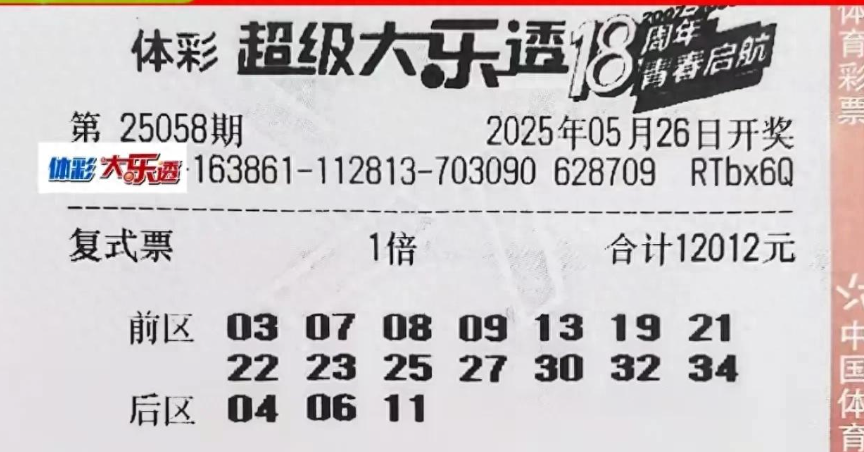 体彩 超级大乐透 18周年 青春启航
第 25058期 2025年05月26日开奖
体彩 大乐透 -163861-112813-703090 628709 RTbx6Q
复式票 1倍 合计12012元
前区 03 07 08 09 13 19 21
22 23 25 27 30 32 34
后区 04 06 11
体育彩票
中国体育